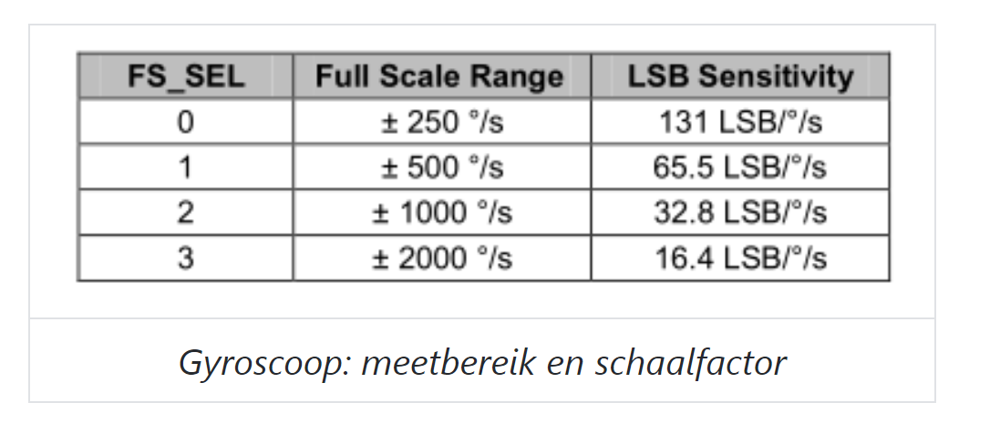 FS_SEL Full Scale Range LSB Sensitivity
0 ± 250 °/s 131 LSB/°/s
1 ± 500 °/s 65.5 LSB/°/s
2 ± 1000 °/s 32.8 LSB/°/s
3 ± 2000 °/s 16.4 LSB/°/s
Gyroscoop: meetbereik en schaalfactor